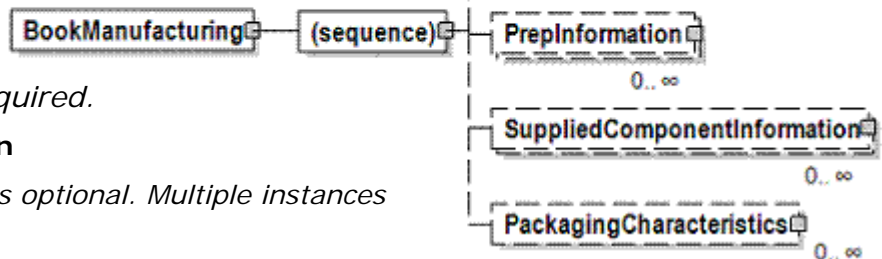 BookManufacturing
(sequence)
PrepInformation
0.. ∞
quired.
SuppliedComponentInformation
n
0.. ∞
s optional. Multiple instances
PackagingCharacteristics
0.. ∞